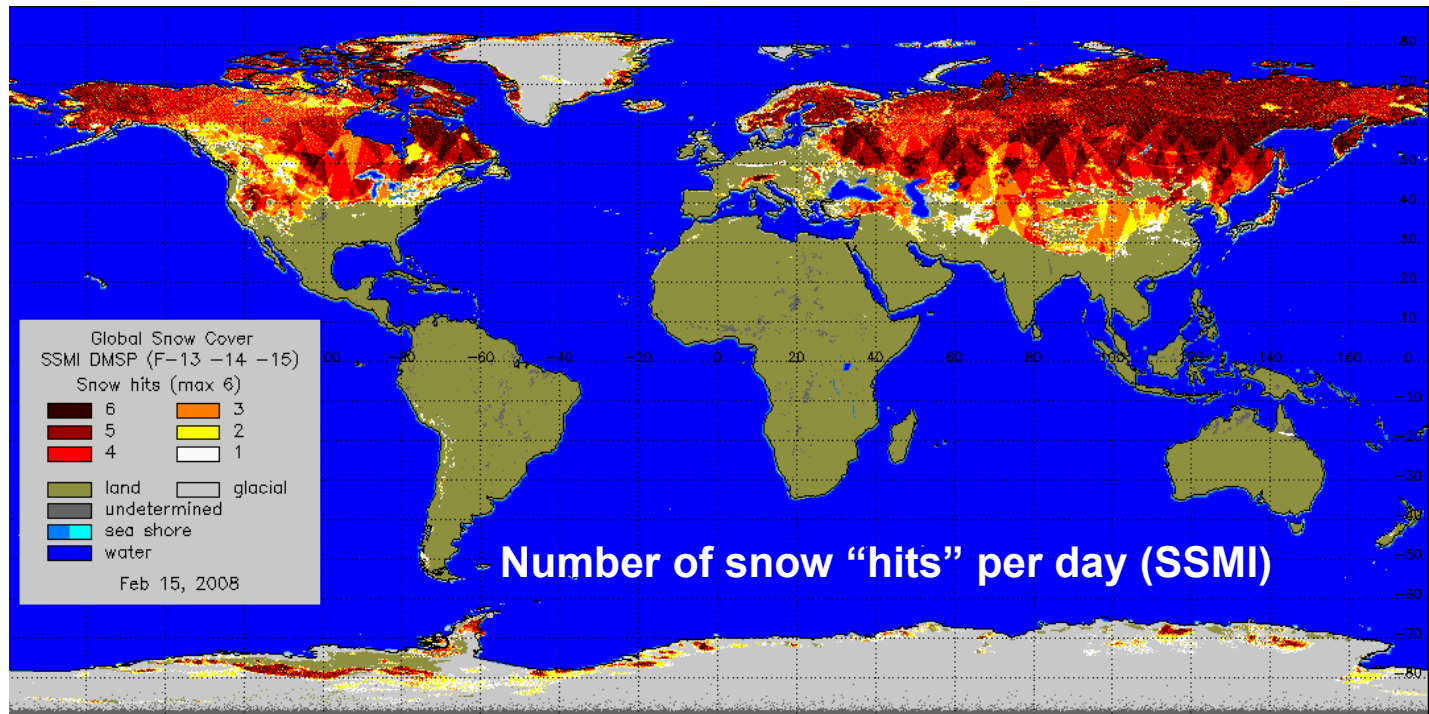 80
70
60
50
40
30
20
10
-100 -80 -60 -40 -20 0 20 40 60 80 100 120 140 160 0
-10
-20
-30
-40
-50
-60
-70
-80
Global Snow Cover
SSMI DMSP (F-13 -14 -15)
Snow hits (max 6)
6 3
5 2
4 1
land glacial
undetermined
sea shore
water
Feb 15, 2008
Number of snow “hits” per day (SSMI)